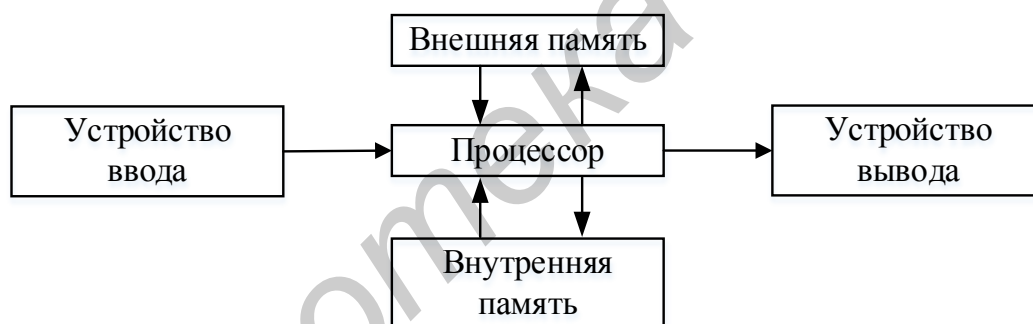 Внешняя память
Устройство
ввода
Процессор
Устройство
вывода
Внутренняя
память